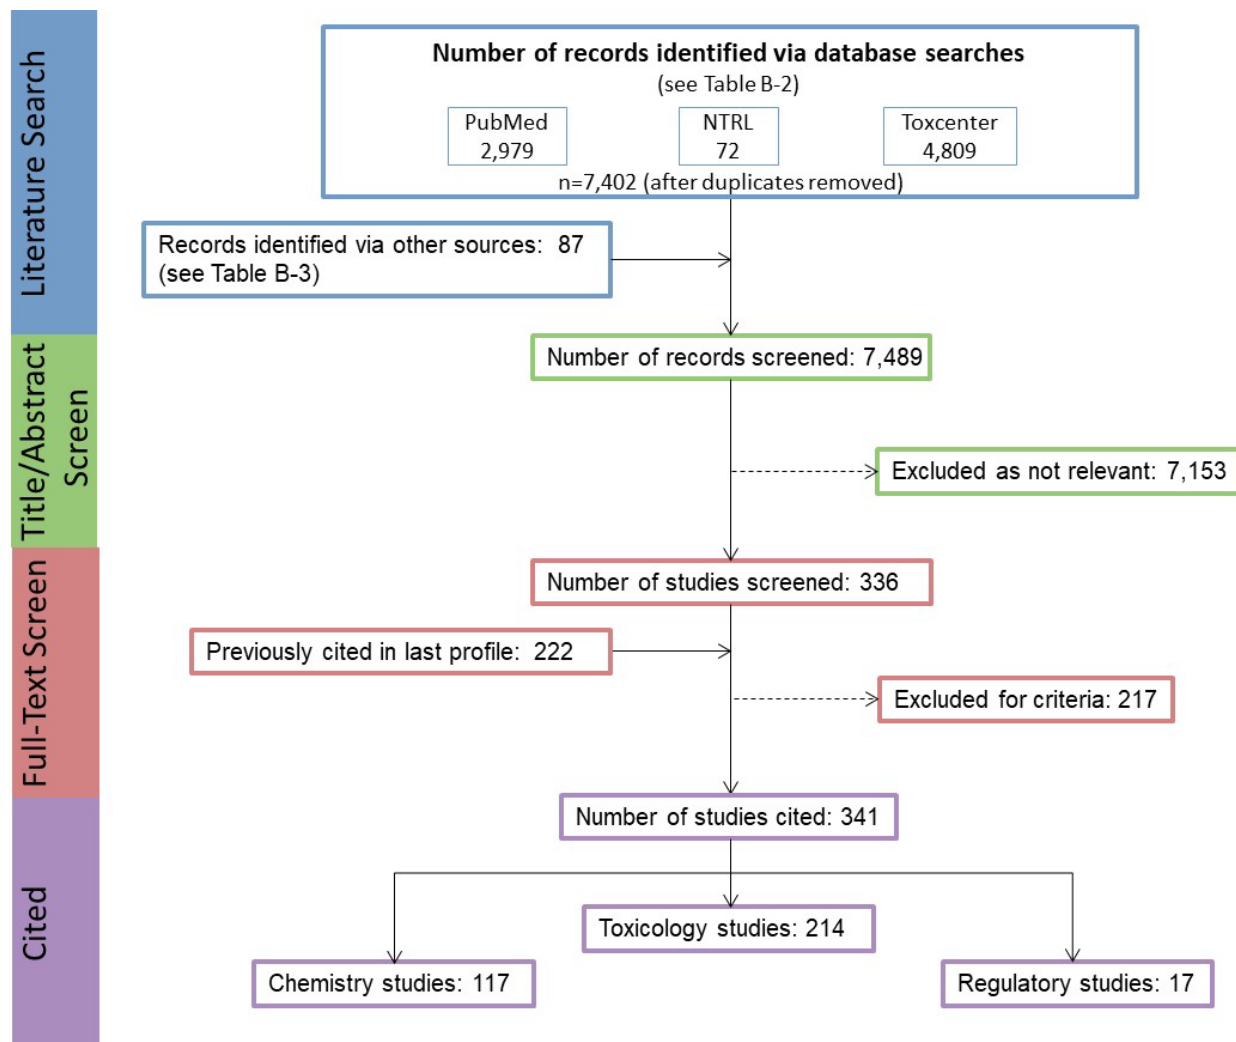 Literature Search
Number of records identified via database searches
(see Table B-2)
PubMed
2,979
NTRL
72
Toxcenter
4,809
n=7,402 (after duplicates removed)
Records identified via other sources: 87
(see Table B-3)
Title/Abstract
Screen
Number of records screened: 7,489
Excluded as not relevant: 7,153
Full-Text Screen
Number of studies screened: 336
Previously cited in last profile: 222
Excluded for criteria: 217
Cited
Number of studies cited: 341
Toxicology studies: 214
Chemistry studies: 117
Regulatory studies: 17